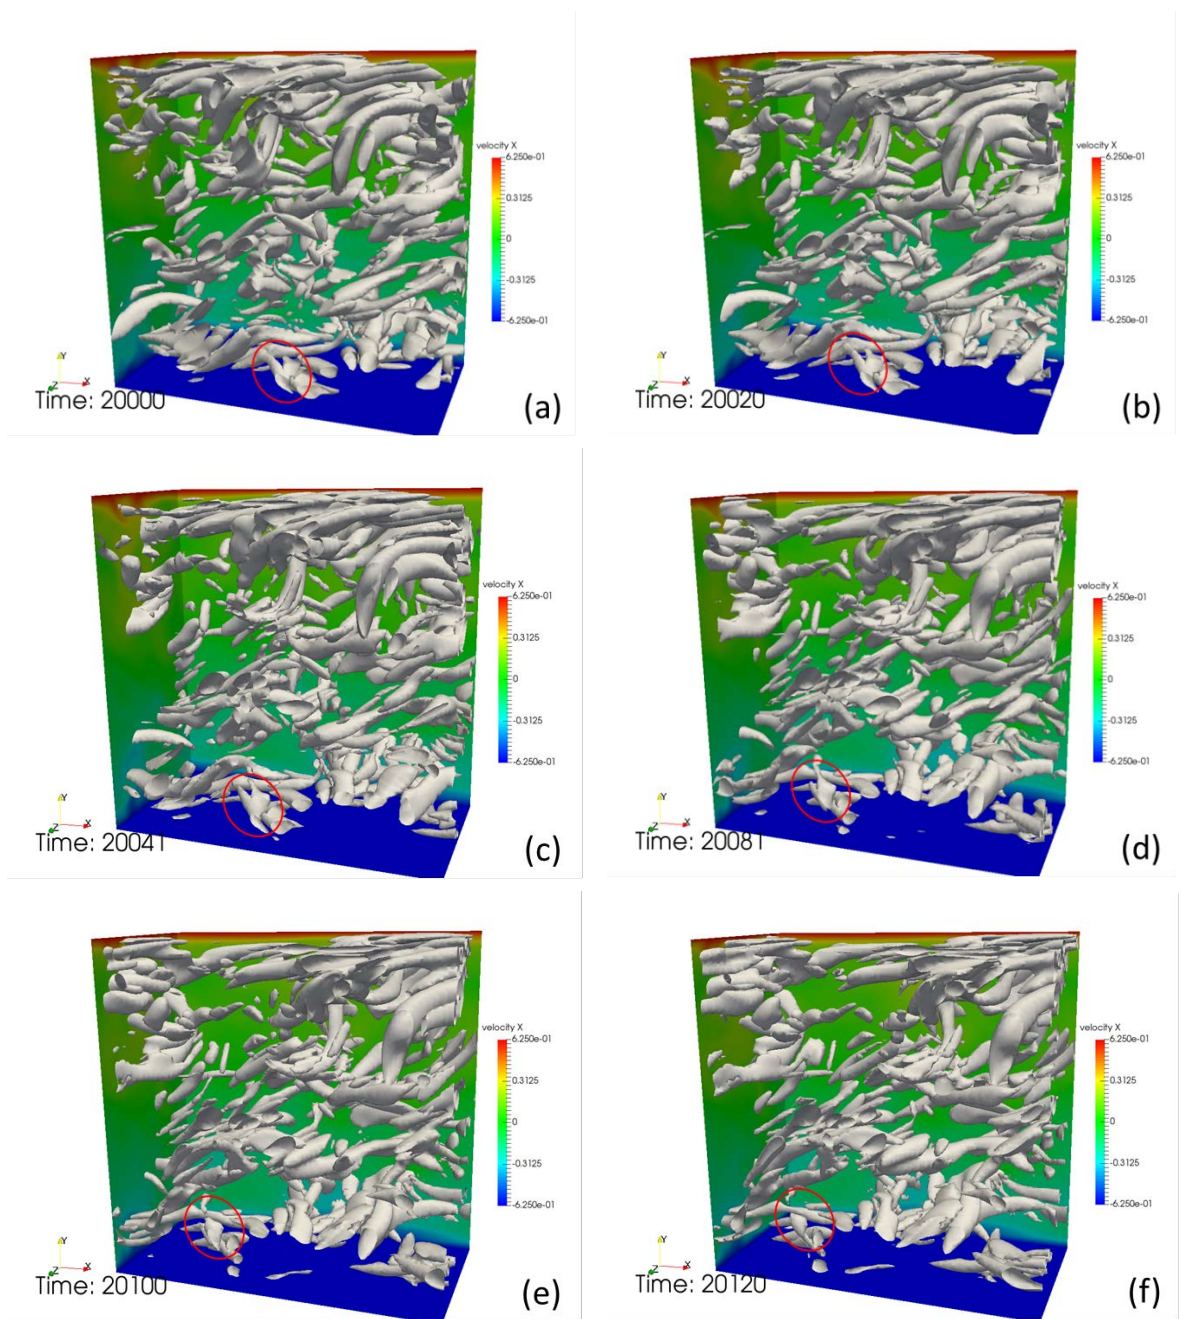 velocity X
6.250e-01
0.3125
0
-0.3125
-6.250e-01
Y
Z X
Time: 20000
(a)
velocity X
6.250e-01
0.3125
0
-0.3125
-6.250e-01
Y
Z X
Time: 20020
(b)
velocity X
6.250e-01
0.3125
0
-0.3125
-6.250e-01
Y
Z X
Time: 20041
(c)
velocity X
6.250e-01
0.3125
0
-0.3125
-6.250e-01
Y
Z X
Time: 20081
(d)
velocity X
6.250e-01
0.3125
0
-0.3125
-6.250e-01
Y
Z X
Time: 20100
(e)
velocity X
6.250e-01
0.3125
0
-0.3125
-6.250e-01
Y
Z X
Time: 20120
(f)